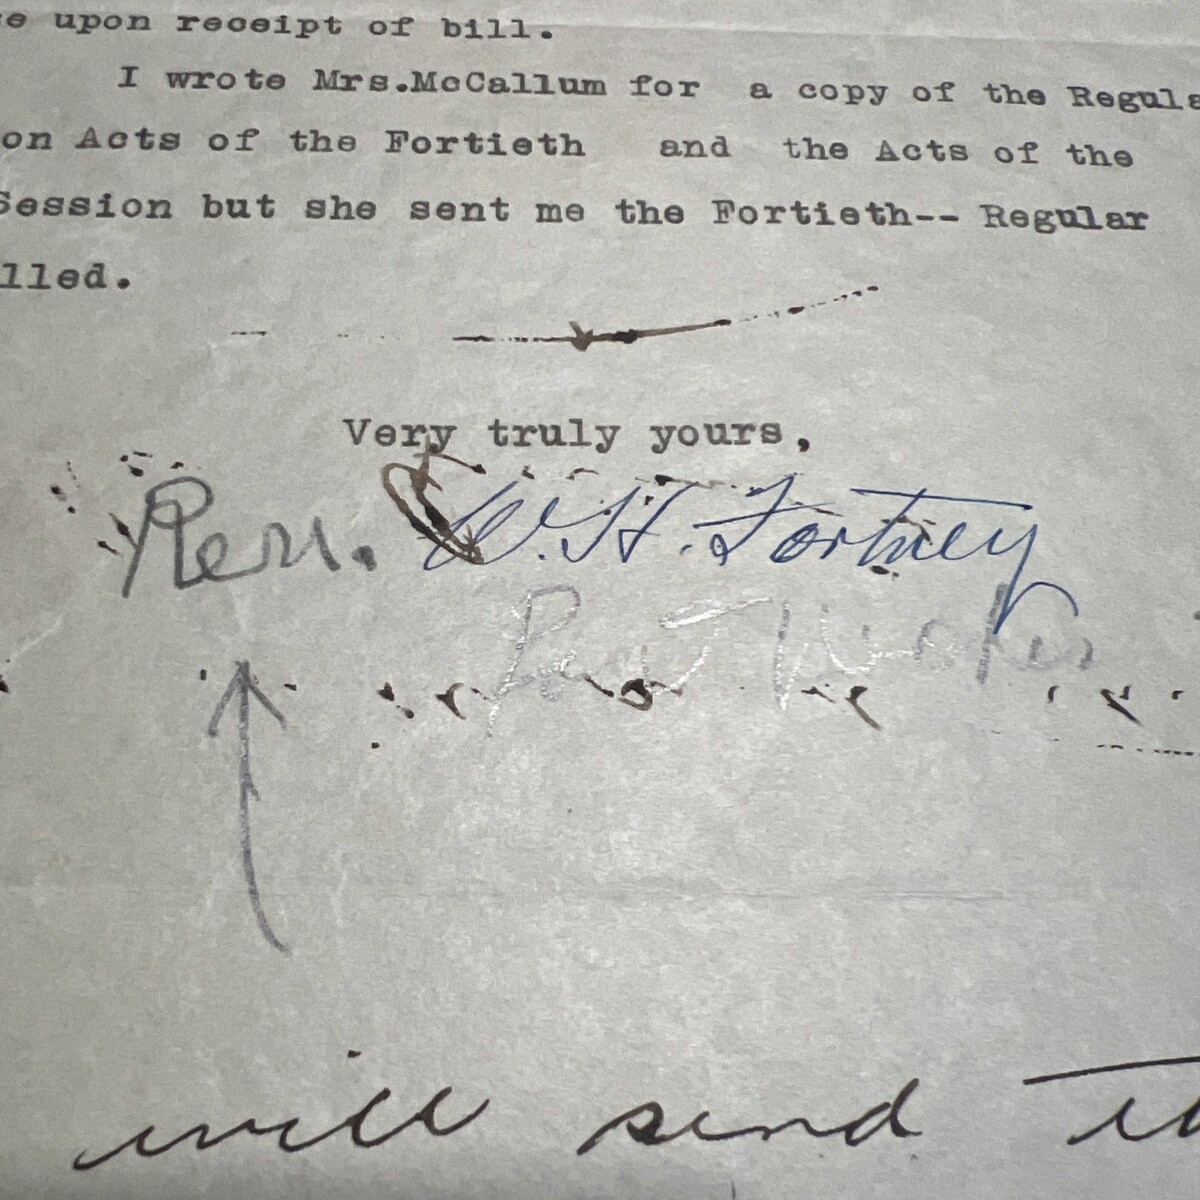 e upon receipt of bill.
I wrote Mrs.McCallum for a copy of the Regula
on Acts of the Fortieth and the Acts of the
Session but she sent me the Fortieth-- Regular
lled.
Very truly yours,
Rev. W.H. Fortney
will send